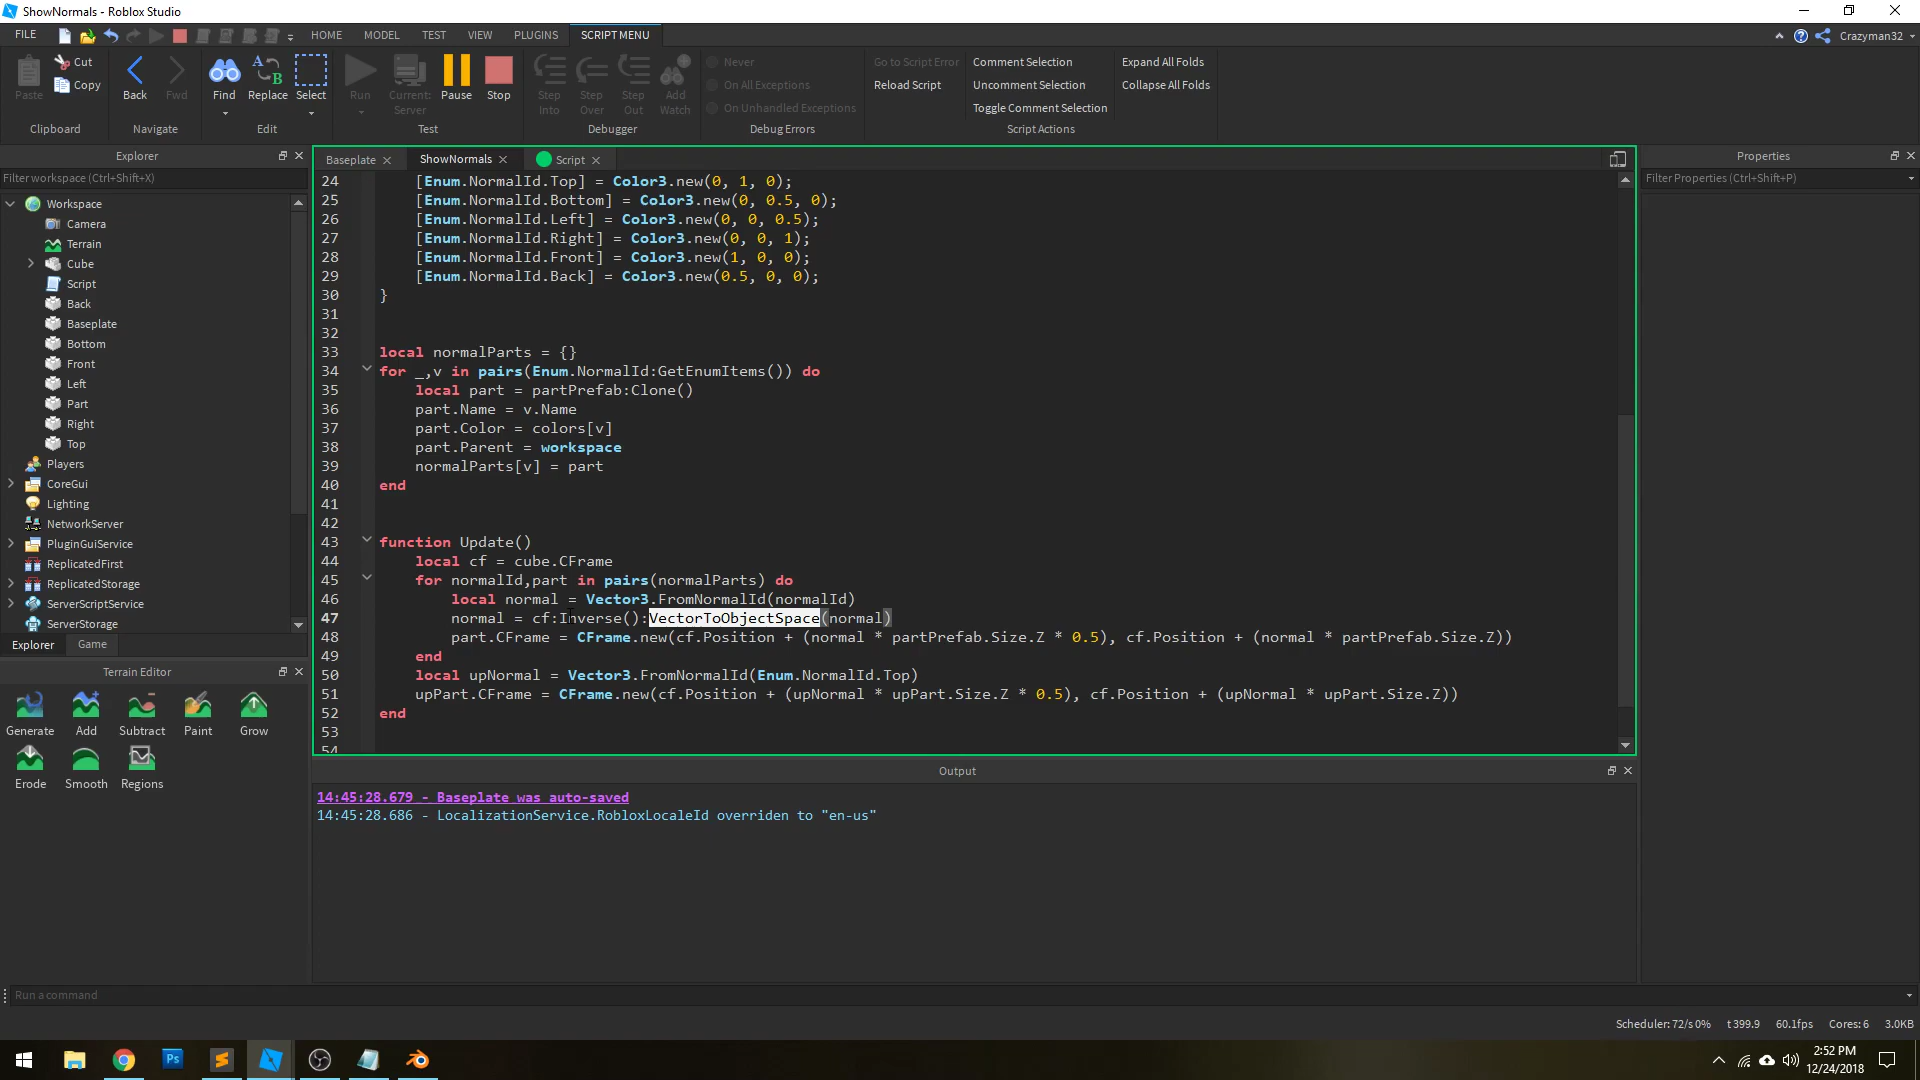 ShowNormals - Roblox Studio
FILE
HOME
MODEL
TEST
VIEW
PLUGINS
SCRIPT MENU
Crazyman32
Paste
Cut
Copy
Clipboard
Back
Fwd
Navigate
Find
Replace
Select
Edit
Run
Current:
Server
Pause
Stop
Test
Step
Into
Step
Over
Step
Out
Add
Watch
Debugger
Never
On All Exceptions
On Unhandled Exceptions
Debug Errors
Go to Script Error
Reload Script
Comment Selection
Uncomment Selection
Toggle Comment Selection
Script Actions
Expand All Folds
Collapse All Folds
Explorer
Filter workspace (Ctrl+Shift+X)
Workspace
Camera
Terrain
Cube
Script
Back
Baseplate
Bottom
Front
Left
Part
Right
Top
Players
CoreGui
Lighting
NetworkServer
PluginGuiService
ReplicatedFirst
ReplicatedStorage
ServerScriptService
ServerStorage
Explorer
Game
Terrain Editor
Generate
Add
Subtract
Paint
Grow
Erode
Smooth
Regions
Baseplate
ShowNormals
Script
24 [Enum.NormalId.Top] = Color3.new(0, 1, 0);
25 [Enum.NormalId.Bottom] = Color3.new(0, 0.5, 0);
26 [Enum.NormalId.Left] = Color3.new(0, 0, 0.5);
27 [Enum.NormalId.Right] = Color3.new(0, 0, 1);
28 [Enum.NormalId.Front] = Color3.new(1, 0, 0);
29 [Enum.NormalId.Back] = Color3.new(0.5, 0, 0);
30 }
31
32
33 local normalParts = {}
34 for _,v in pairs(Enum.NormalId:GetEnumItems()) do
35 local part = partPrefab:Clone()
36 part.Name = v.Name
37 part.Color = colors[v]
38 part.Parent = workspace
39 normalParts[v] = part
40 end
41
42
43 function Update()
44 local cf = cube.CFrame
45 for normalId,part in pairs(normalParts) do
46 local normal = Vector3.FromNormalId(normalId)
47 normal = cf:Inverse():VectorToObjectSpace(normal)
48 part.CFrame = CFrame.new(cf.Position + (normal * partPrefab.Size.Z * 0.5), cf.Position + (normal * partPrefab.Size.Z))
49 end
50 local upNormal = Vector3.FromNormalId(Enum.NormalId.Top)
51 upPart.CFrame = CFrame.new(cf.Position + (upNormal * upPart.Size.Z * 0.5), cf.Position + (upNormal * upPart.Size.Z))
52 end
53
54
Output
14:45:28.679 - Baseplate was auto-saved
14:45:28.686 - LocalizationService.RobloxLocaleId overriden to "en-us"
Properties
Filter Properties (Ctrl+Shift+P)
Run a command
Scheduler: 72/s 0%
t 399.9
60.1fps
Cores: 6
3.0KB
2:52 PM
12/24/2018